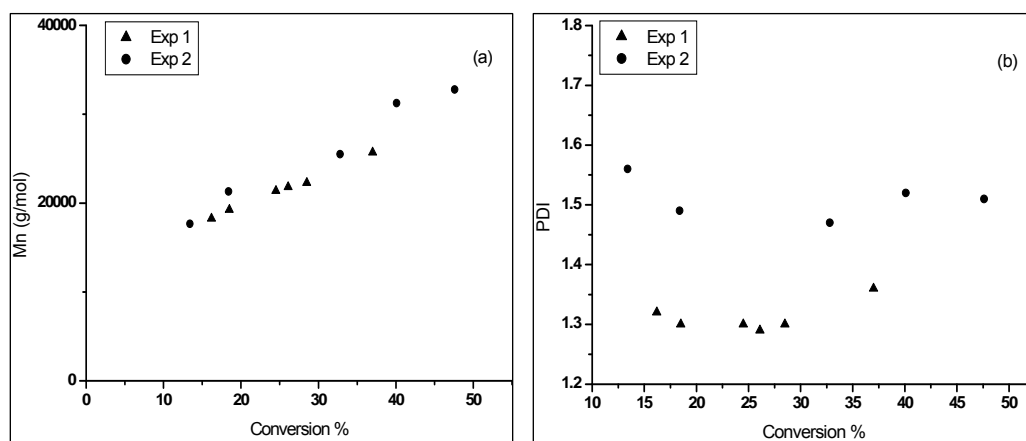 Exp 1
Exp 2
(a)
Mn (g/mol)
40000
20000
0
0 10 20 30 40 50
Conversion %
Exp 1
Exp 2
(b)
PDI
1.8
1.7
1.6
1.5
1.4
1.3
1.2
10 15 20 25 30 35 40 45 50
Conversion %